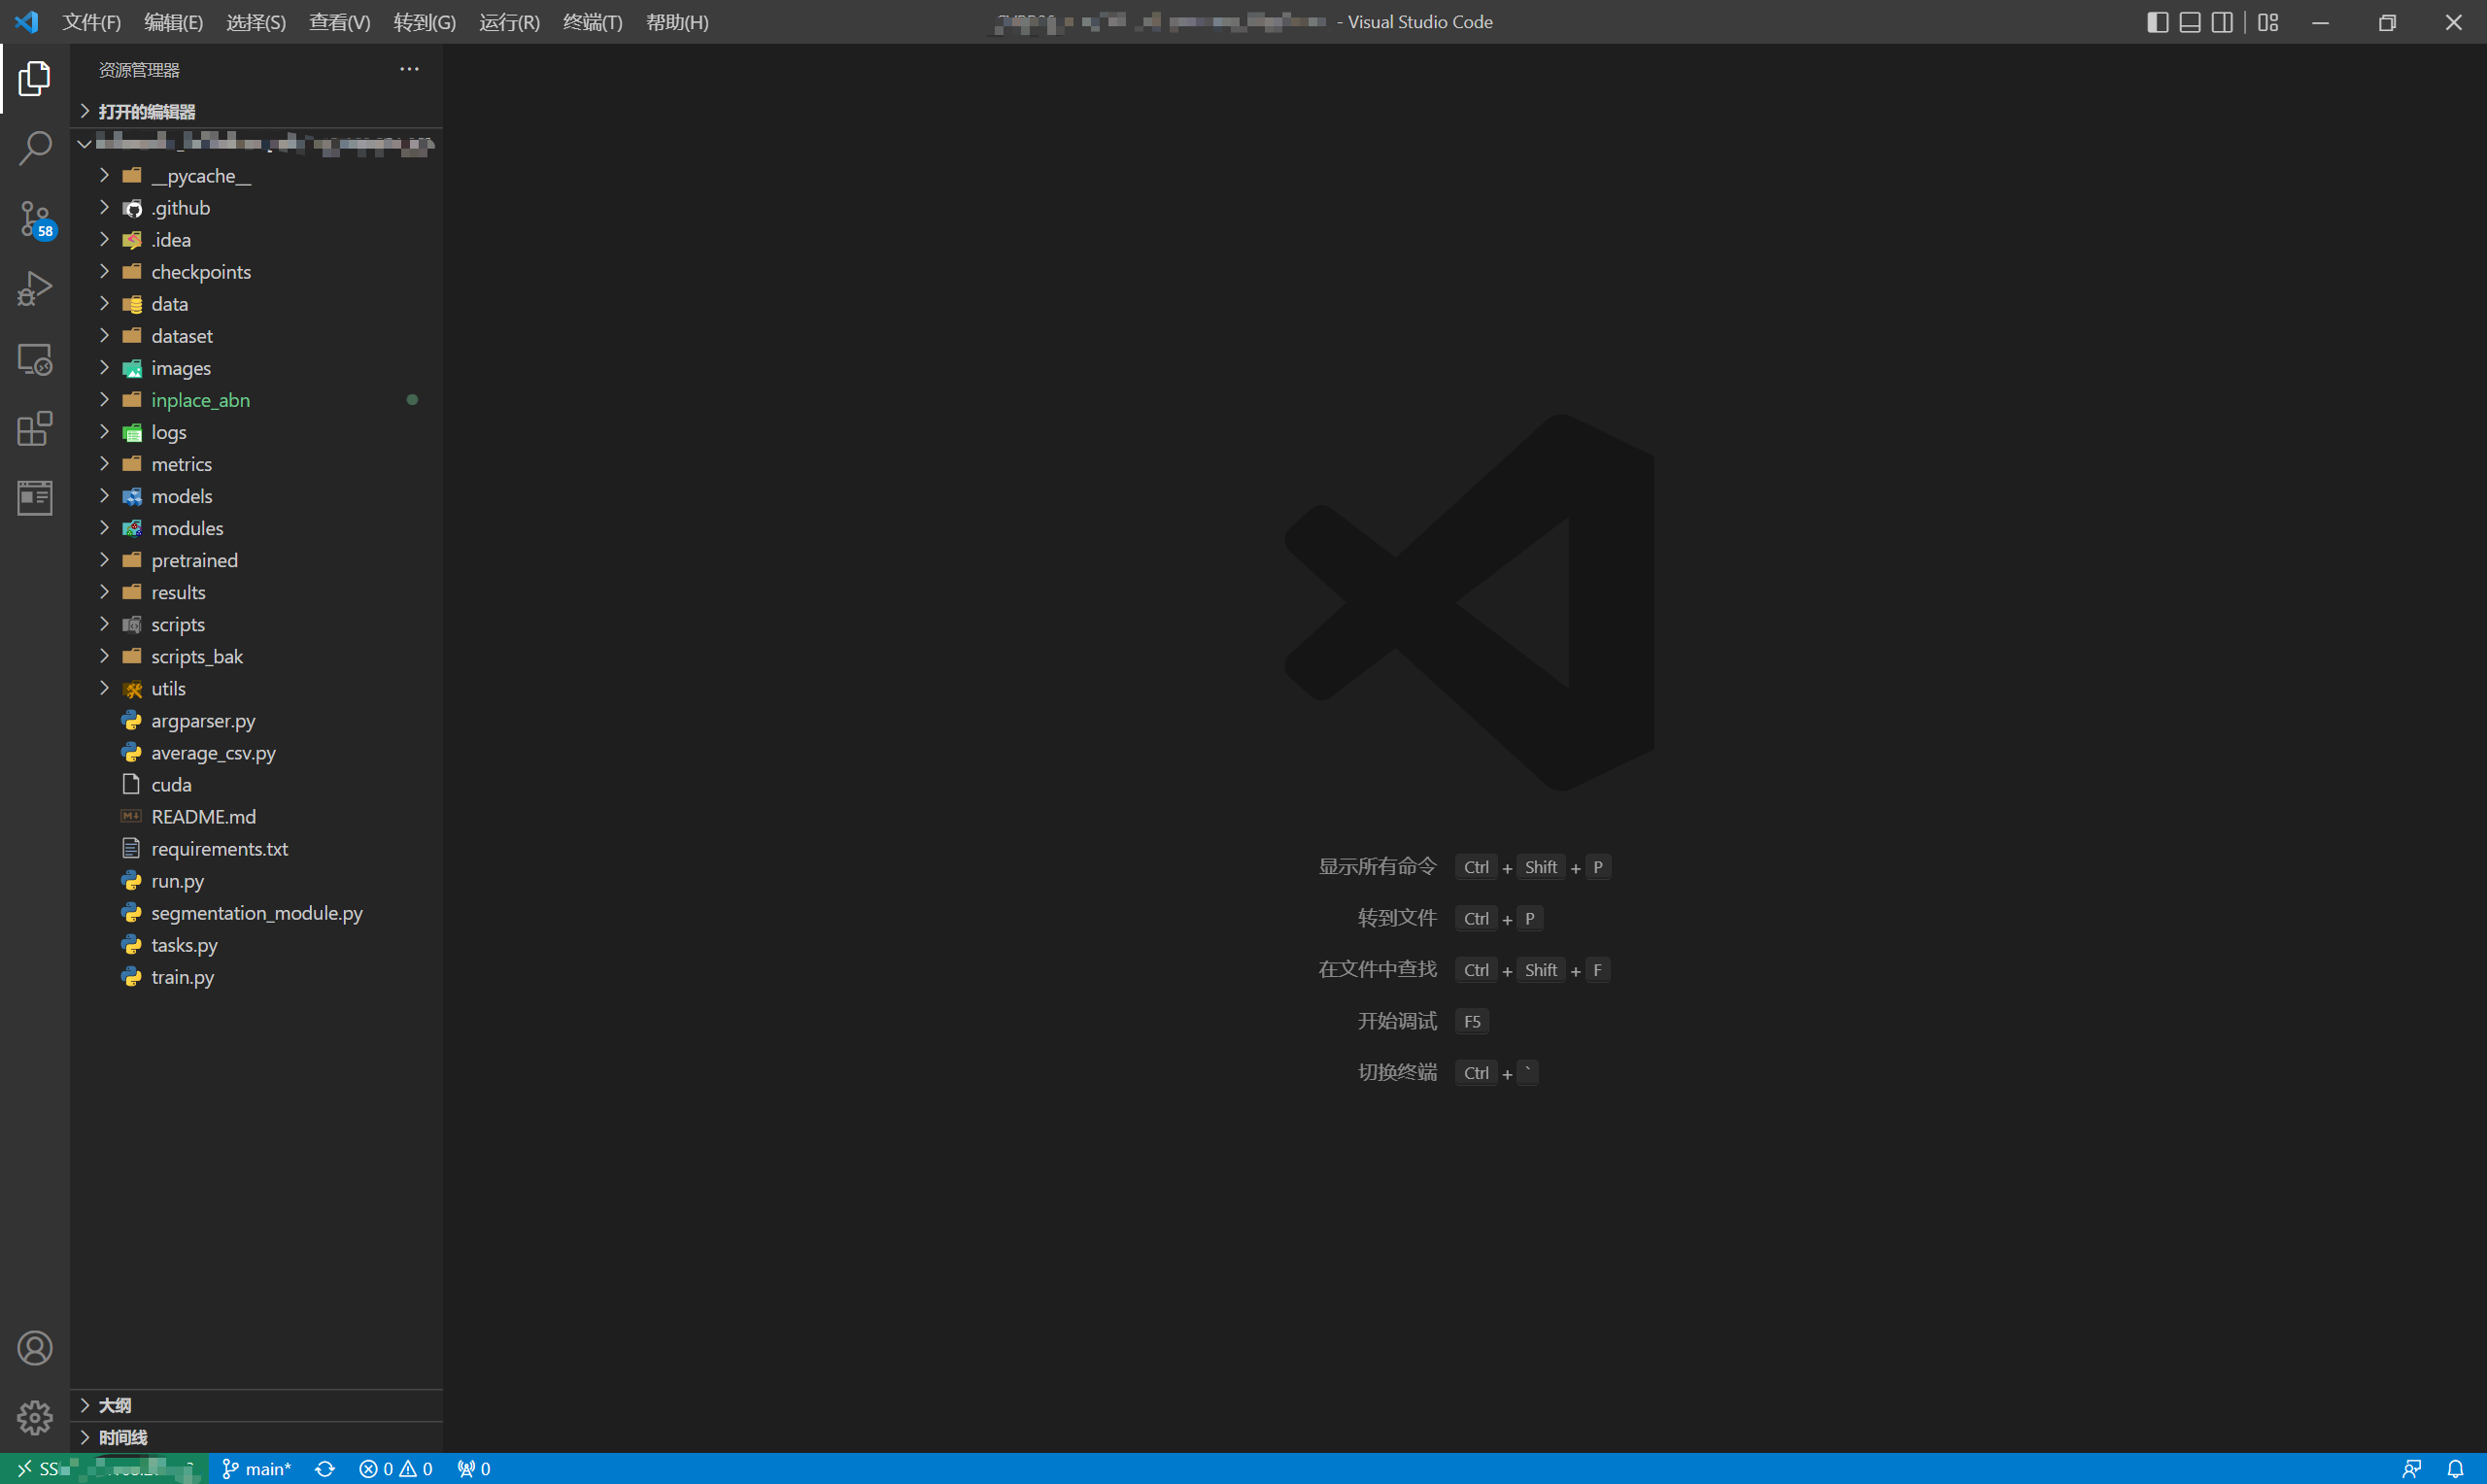 文件(F) 编辑(E) 选择(S) 查看(V) 转到(G) 运行(R) 终端(T) 帮助(H)
- Visual Studio Code
资源管理器
打开的编辑器
__pycache__
.github
.idea
checkpoints
data
dataset
images
inplace_abn
logs
metrics
models
modules
pretrained
results
scripts
scripts_bak
utils
argparser.py
average_csv.py
cuda
README.md
requirements.txt
run.py
segmentation_module.py
tasks.py
train.py
58
显示所有命令 Ctrl + Shift + P
转到文件 Ctrl + P
在文件中查找 Ctrl + Shift + F
开始调试 F5
切换终端 Ctrl + `
大纲
时间线
SS main* 0 0 0